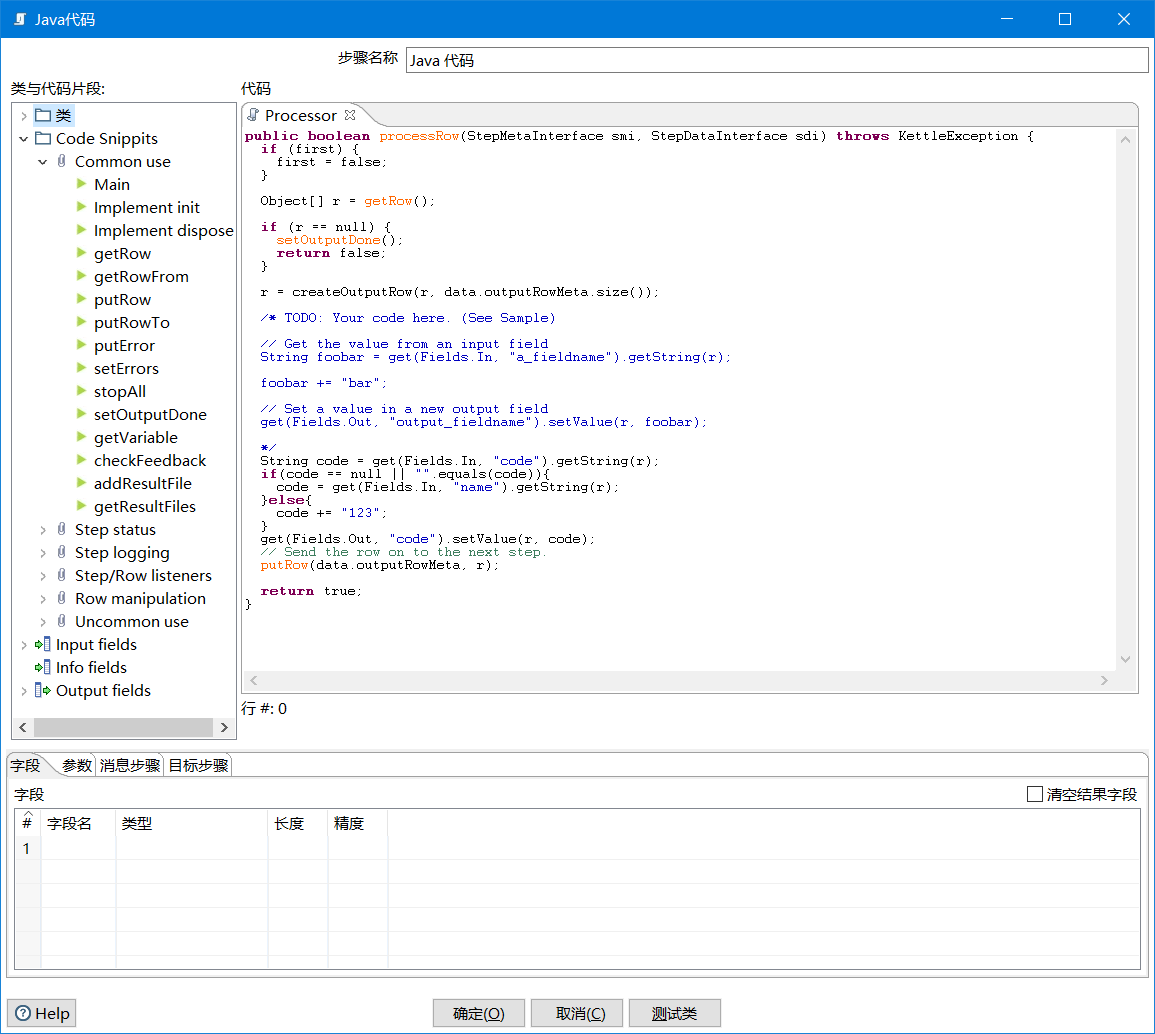 Java代码
步骤名称 Java 代码
类与代码片段:
类
Code Snippits
Common use
Main
Implement init
Implement dispose
getRow
getRowFrom
putRow
putRowTo
putError
setErrors
stopAll
setOutputDone
getVariable
checkFeedback
addResultFile
getResultFiles
Step status
Step logging
Step/Row listeners
Row manipulation
Uncommon use
Input fields
Info fields
Output fields
代码
Processor
public boolean processRow(StepMetaInterface smi, StepDataInterface sdi) throws KettleException {
  if (first) {
    first = false;
  }
  Object[] r = getRow();
  if (r == null) {
    setOutputDone();
    return false;
  }
  r = createOutputRow(r, data.outputRowMeta.size());
  /* TODO: Your code here. (See Sample)
  // Get the value from an input field
  String foobar = get(Fields.In, "a_fieldname").getString(r);
  foobar += "bar";
  // Set a value in a new output field
  get(Fields.Out, "output_fieldname").setValue(r, foobar);
  */
  String code = get(Fields.In, "code").getString(r);
  if(code == null || "".equals(code)){
    code = get(Fields.In, "name").getString(r);
  }else{
    code += "123";
  }
  get(Fields.Out, "code").setValue(r, code);
  // Send the row on to the next step.
  putRow(data.outputRowMeta, r);
  return true;
}
行 #: 0
字段 参数 消息步骤 目标步骤
字段 清空结果字段
# 字段名 类型 长度 精度
1
Help 确定(O) 取消(C) 测试类